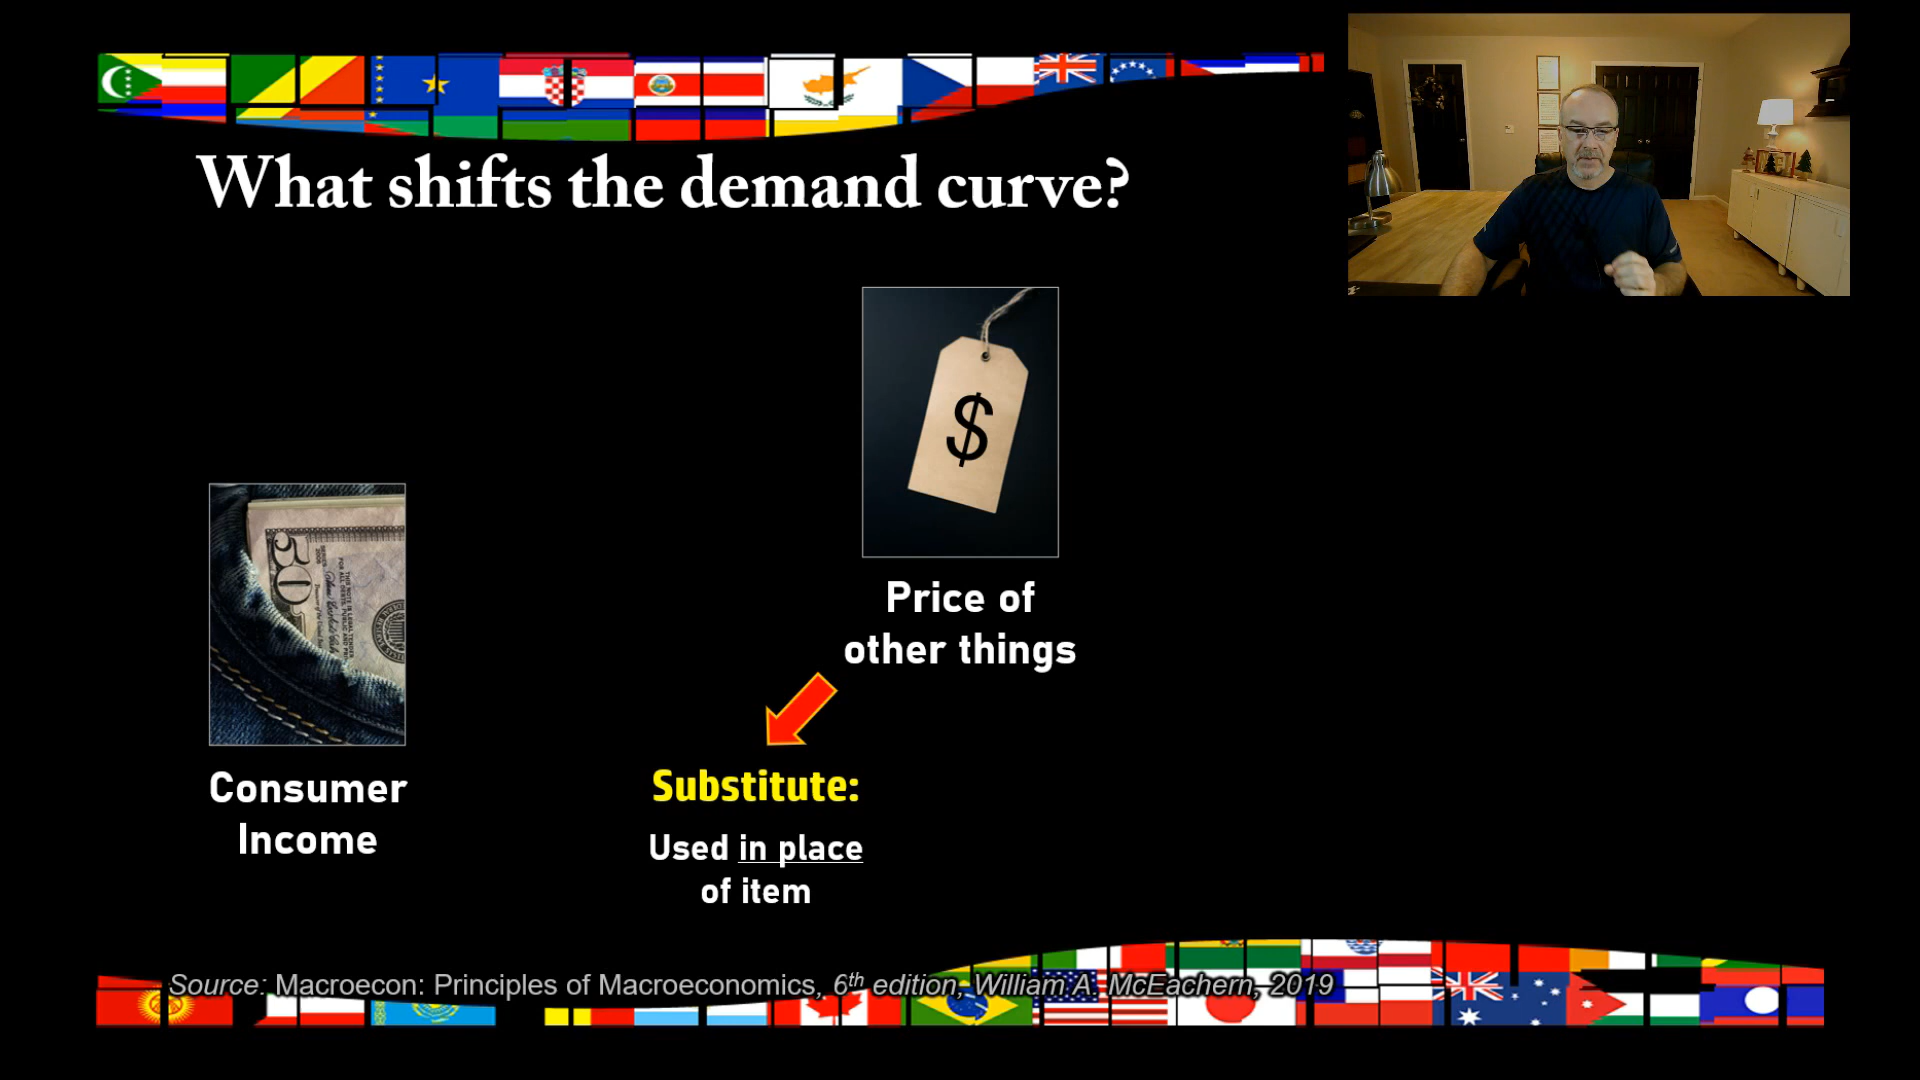 What shifts the demand curve?
$
Price of
other things
50
Consumer
Income
Substitute:
Used in place
of item
Source: Macroecon: Principles of Macroeconomics, 6th edition, William A. McEachern, 2019